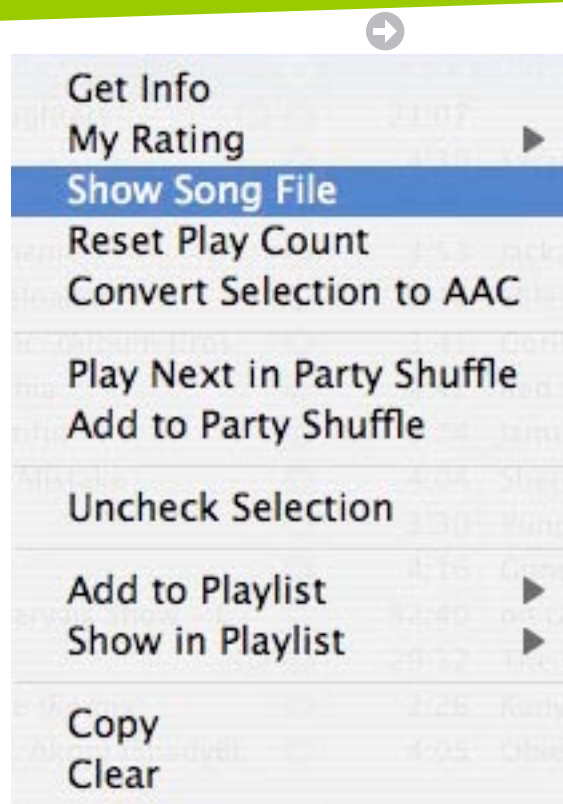 Get Info
My Rating
Show Song File
Reset Play Count
Convert Selection to AAC
Play Next in Party Shuffle
Add to Party Shuffle
Uncheck Selection
Add to Playlist
Show in Playlist
Copy
Clear